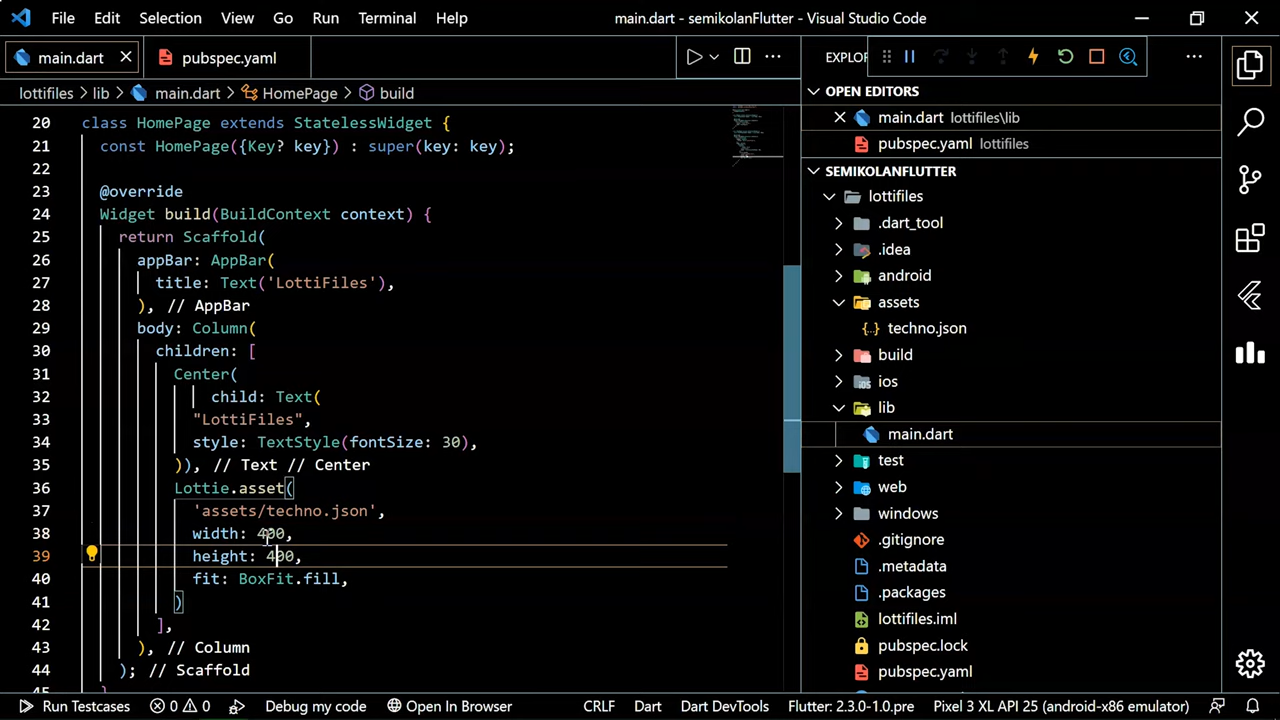 File Edit Selection View Go Run Terminal Help main.dart - semikolanFlutter - Visual Studio Code
main.dart pubspec.yaml
lottifiles > lib > main.dart > HomePage > build
20 class HomePage extends StatelessWidget {
21 const HomePage({Key? key}) : super(key: key);
22
23 @override
24 Widget build(BuildContext context) {
25 return Scaffold(
26 appBar: AppBar(
27 title: Text('LottiFiles'),
28 ), // AppBar
29 body: Column(
30 children: [
31 Center(
32 child: Text(
33 "LottiFiles",
34 style: TextStyle(fontSize: 30),
35 )), // Text // Center
36 Lottie.asset(
37 'assets/techno.json',
38 width: 400,
39 height: 400,
40 fit: BoxFit.fill,
41 )
42 ],
43 ), // Column
44 ); // Scaffold
45 }
EXPLOR
OPEN EDITORS
main.dart lottifiles\lib
pubspec.yaml lottifiles
SEMIKOLANFLUTTER
lottifiles
.dart_tool
.idea
android
assets
techno.json
build
ios
lib
main.dart
test
web
windows
.gitignore
.metadata
.packages
lottifiles.iml
pubspec.lock
pubspec.yaml
Run Testcases 0 0 Debug my code Open In Browser CRLF Dart Dart DevTools Flutter: 2.3.0-1.0.pre Pixel 3 XL API 25 (android-x86 emulator)